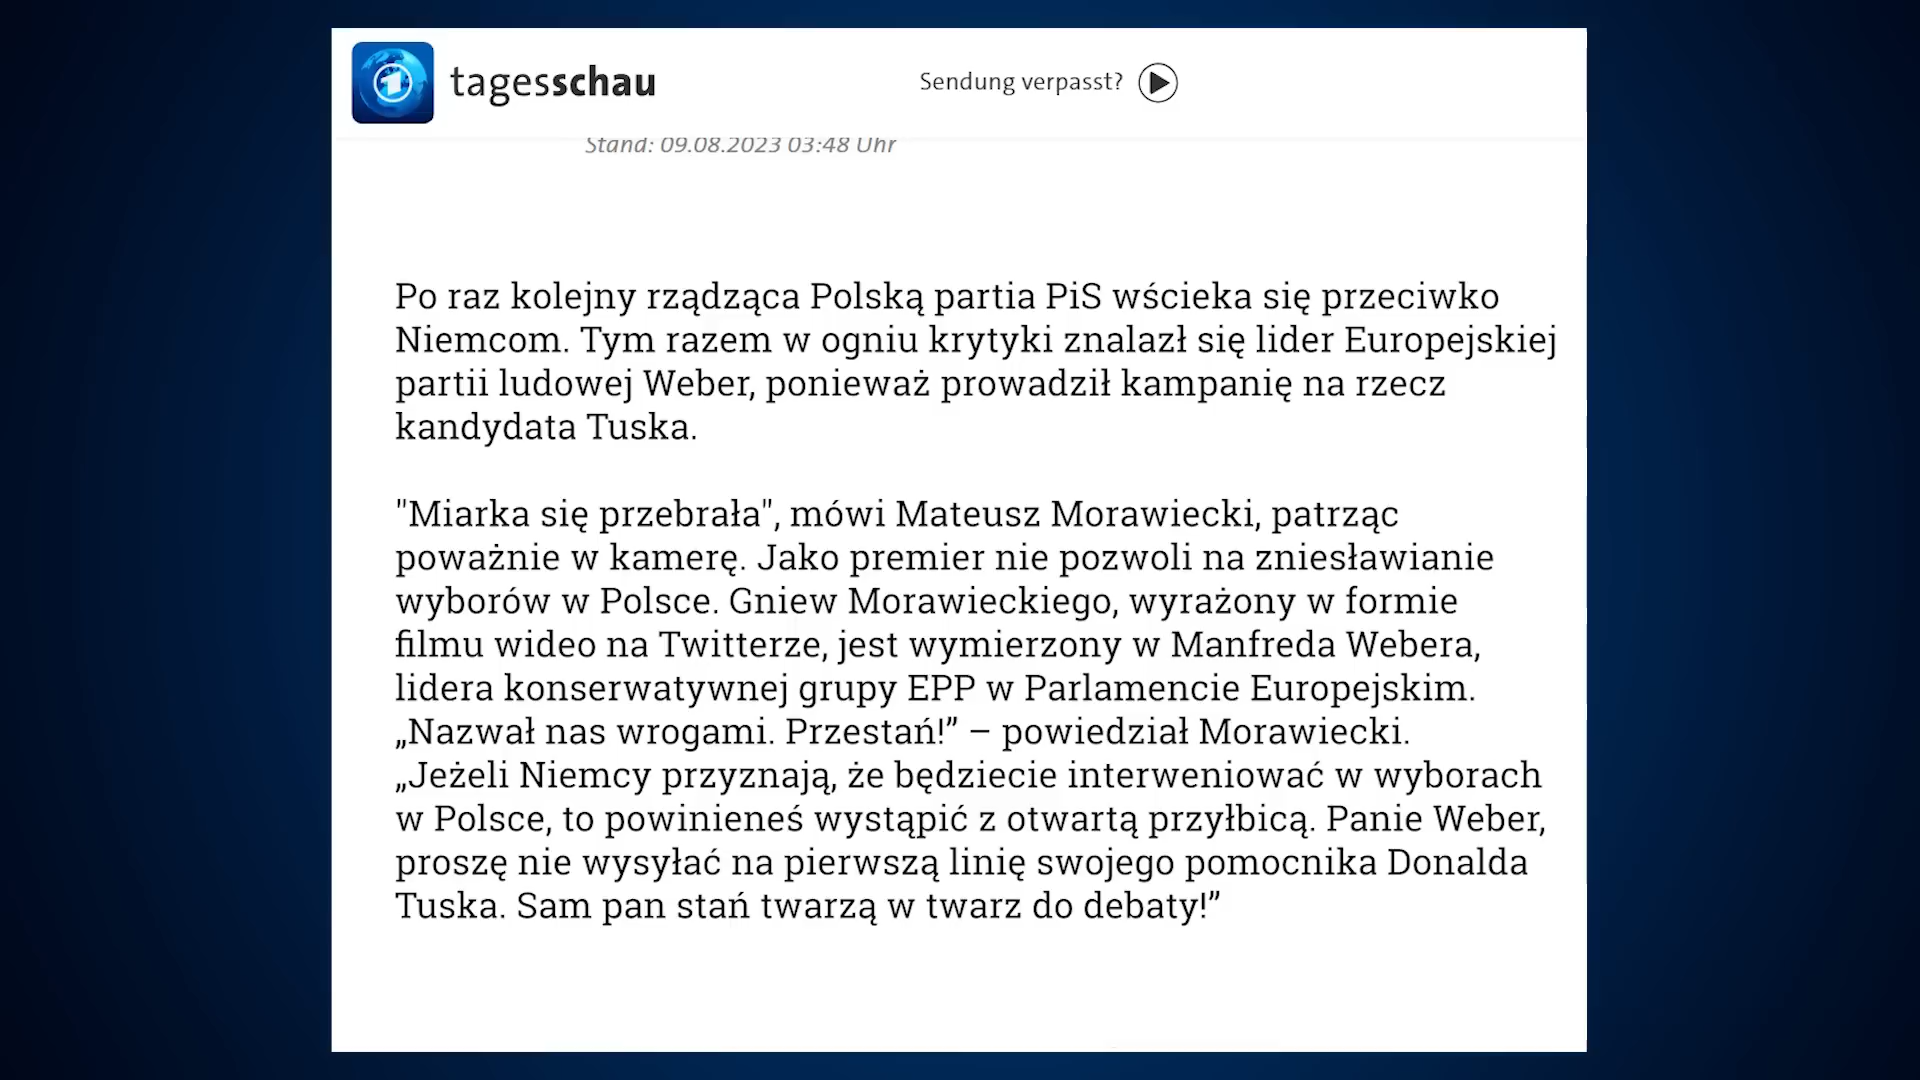 tagesschau
Sendung verpasst?
Stand: 09.08.2023 03:48 Uhr
Po raz kolejny rządząca Polską partia PiS wścieka się przeciwko
Niemcom. Tym razem w ogniu krytyki znalazł się lider Europejskiej
partii ludowej Weber, ponieważ prowadził kampanię na rzecz
kandydata Tuska.
"Miarka się przebrała", mówi Mateusz Morawiecki, patrząc
poważnie w kamerę. Jako premier nie pozwoli na zniesławianie
wyborów w Polsce. Gniew Morawieckiego, wyrażony w formie
filmu wideo na Twitterze, jest wymierzony w Manfreda Webera,
lidera konserwatywnej grupy EPP w Parlamencie Europejskim.
„Nazwał nas wrogami. Przestań!” – powiedział Morawiecki.
„Jeżeli Niemcy przyznają, że będziecie interweniować w wyborach
w Polsce, to powinieneś wystąpić z otwartą przyłbicą. Panie Weber,
proszę nie wysyłać na pierwszą linię swojego pomocnika Donalda
Tuska. Sam pan stań twarzą w twarz do debaty!”